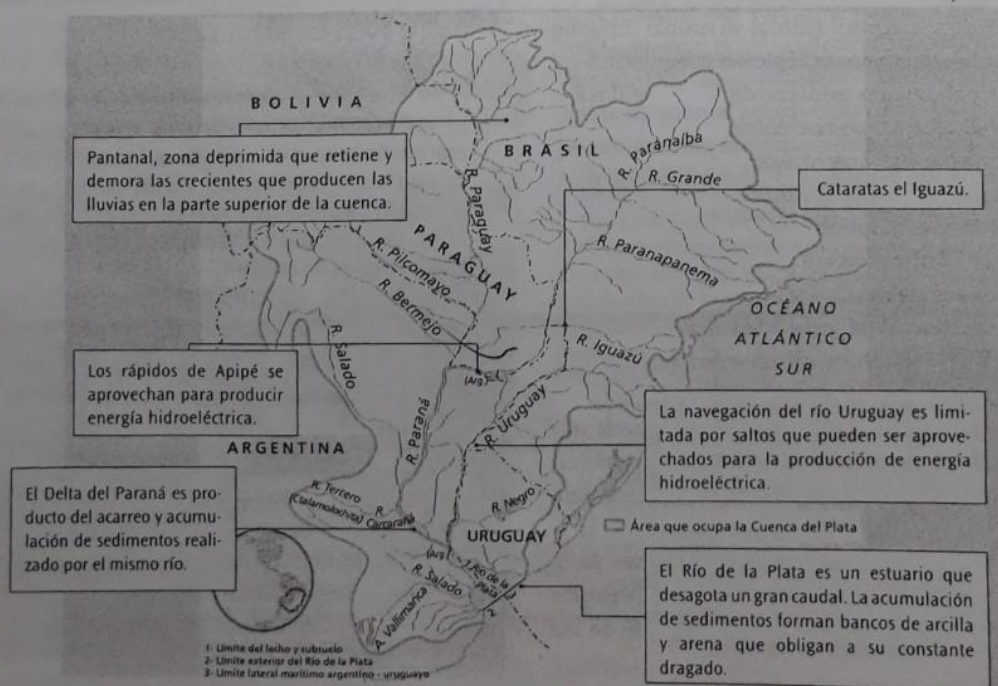 BOLIVIA
Pantanal, zona deprimida que retiene y
demora las crecientes que producen las
lluvias en la parte superior de la cuenca.
BRASIL
R. Paranaíba
R. Grande
Cataratas el Iguazú.
R. Paraguay
PARAGUAY
R. Pilcomayo
R. Bermejo
R. Paranapanema
OCÉANO
ATLÁNTICO
SUR
R. Iguazú
R. Salado
Los rápidos de Apipé se
aprovechan para producir
energía hidroeléctrica.
(Arg.)
R. Paraná
R. Uruguay
La navegación del río Uruguay es limi-
tada por saltos que pueden ser aprove-
chados para la producción de energía
hidroeléctrica.
ARGENTINA
El Delta del Paraná es pro-
ducto del acarreo y acumu-
lación de sedimentos reali-
zado por el mismo río.
R. Tercero
(Ctalamolochita)
R.
Carcarañá
R. Negro
URUGUAY
Área que ocupa la Cuenca del Plata
(Arg.)
Río de la
Plata
R. Salado
A. Vallimanca
El Río de la Plata es un estuario que
desagota un gran caudal. La acumulación
de sedimentos forman bancos de arcilla
y arena que obligan a su constante
dragado.
1- Límite del lecho y subsuelo
2- Límite exterior del Río de la Plata
3- Límite lateral marítimo argentino - uruguayo